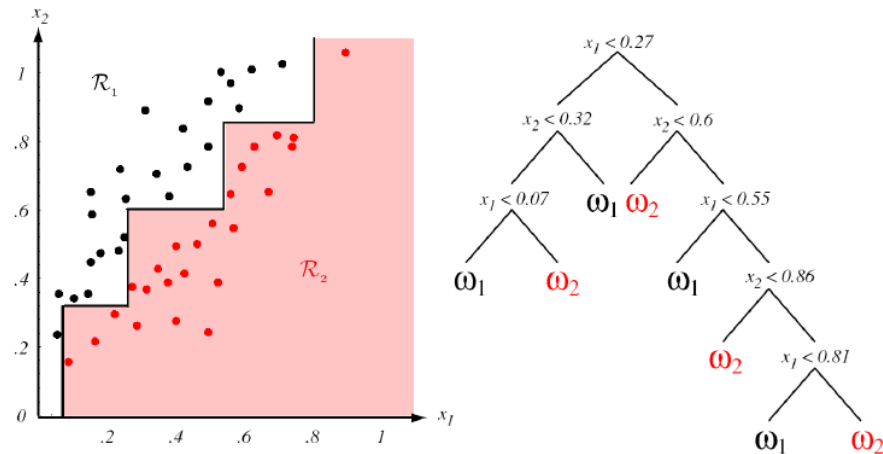 x₂
1
.8
.6
.4
.2
0
.2 .4 .6 .8 1
x₁
ℛ₁
ℛ₂
x₁ < 0.27
x₂ < 0.32 x₂ < 0.6
x₁ < 0.07 ω₁ ω₂ x₁ < 0.55
ω₁ ω₂ ω₁ x₂ < 0.86
ω₂ x₁ < 0.81
ω₁ ω₂